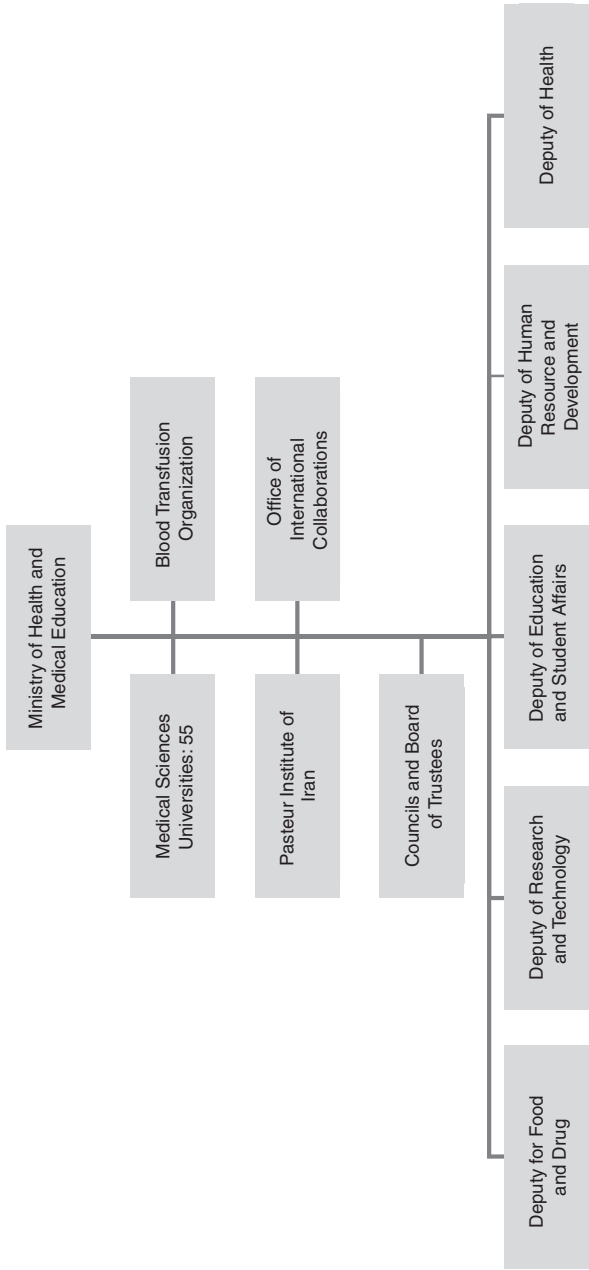 Ministry of Health and
Medical Education
Medical Sciences
Universities: 55
Blood Transfusion
Organization
Pasteur Institute of
Iran
Office of
International
Collaborations
Councils and Board
of Trustees
Deputy for Food
and Drug
Deputy of Research
and Technology
Deputy of Education
and Student Affairs
Deputy of Human
Resource and
Development
Deputy of Health